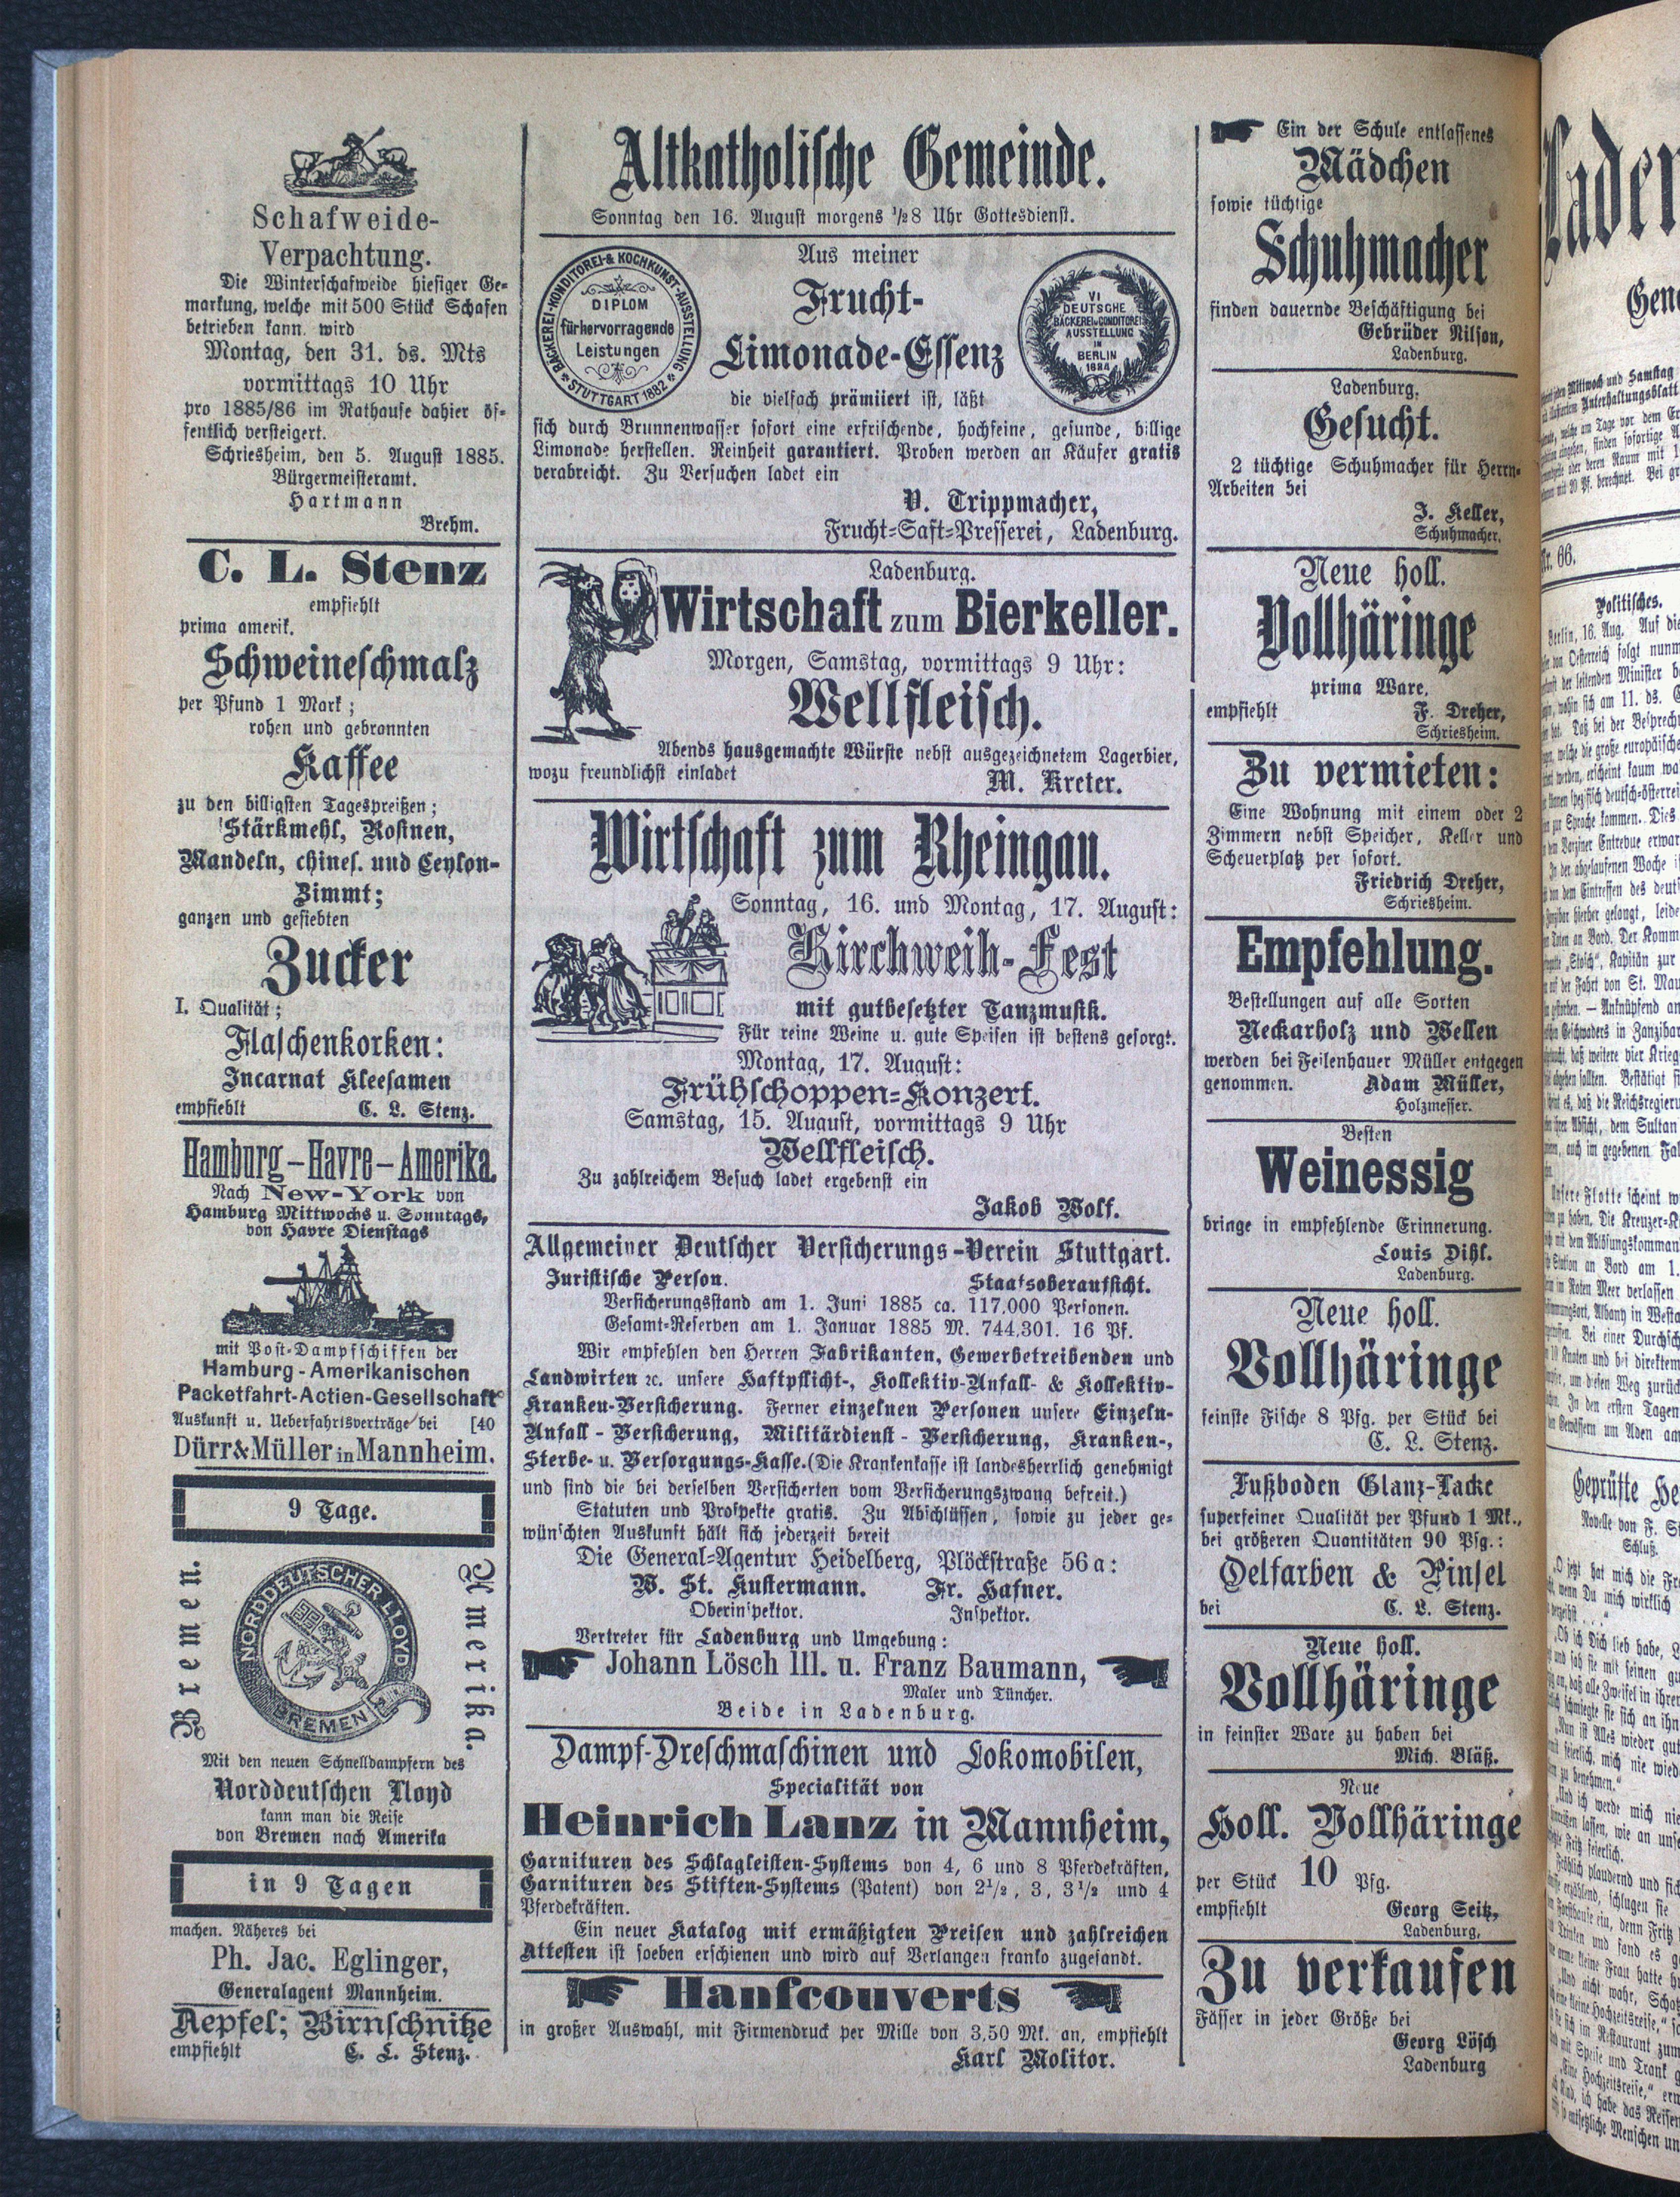 Schafweide-
Verpachtung.
Die Winterschafweide hiesiger Ge-
markung, welche mit 500 Stück Schafen
betrieben kann. wird
Montag, den 31. ds. Mts
vormittags 10 Uhr
pro 1885/86 im Rathause dahier öf-
fentlich versteigert.
Schriesheim, den 5. August 1885.
Bürgermeisteramt.
Hartmann
Brehm.
C. L. Stenz
empfiehlt
prima amerik.
Schweineschmalz
per Pfund 1 Mark;
rohen und gebrannten
Kaffee
zu den billigsten Tagespreißen;
Stärkmehl, Rosinen,
Mandeln, chines. und Ceylon-
Zimmt;
ganzen und gesiebten
Zucker
I. Qualität;
Flaschenkorken:
Incarnat Kleesamen
empfiehlt C. L. Stenz.
Hamburg – Havre – Amerika.
Nach New-York von
Hamburg Mittwochs u. Sonntags,
von Havre Dienstags
mit Post-Dampfschiffen der
Hamburg-Amerikanischen
Packetfahrt-Actien-Gesellschaft
Auskunft u. Ueberfahrtsverträge bei [40
Dürr & Müller in Mannheim.
9 Tage.
Bremen.
NORDDEUTSCHER LLOYD
BREMEN
Amerika.
Mit den neuen Schnelldampfern des
Norddeutschen Lloyd
kann man die Reise
von Bremen nach Amerika
in 9 Tagen
machen. Näheres bei
Ph. Jac. Eglinger,
Generalagent Mannheim.
Aepfel; Birnschnitze
empfiehlt C. L. Stenz.
Altkatholische Gemeinde.
Sonntag den 16. August morgens ½8 Uhr Gottesdienst.
BÄCKEREI-KONDITOREI-& KOCHKUNST-AUSSTELLUNG
* STUTTGART 1882 *
DIPLOM
für hervorragende
Leistungen
Aus meiner
Frucht-
Limonade-Essenz
die vielfach prämiiert ist, läßt
VI
DEUTSCHE
BÄCKEREI u. CONDITOREI
AUSSTELLUNG
IN
BERLIN
1884
sich durch Brunnenwasser sofort eine erfrischende, hochfeine, gesunde, billige
Limonade herstellen. Reinheit garantiert. Proben werden an Käufer gratis
verabreicht. Zu Versuchen ladet ein
V. Trippmacher,
Frucht-Saft-Presserei, Ladenburg.
Ladenburg.
Wirtschaft zum Bierkeller.
Morgen, Samstag, vormittags 9 Uhr:
Wellfleisch.
Abends hausgemachte Würste nebst ausgezeichnetem Lagerbier,
wozu freundlichst einladet M. Kreter.
Wirtschaft zum Rheingau.
Sonntag, 16. und Montag, 17. August:
Kirchweih-Fest
mit gutbesetzter Tanzmusik.
Für reine Weine u. gute Speisen ist bestens gesorgt.
Montag, 17. August:
Frühschoppen-Konzert.
Samstag, 15. August, vormittags 9 Uhr
Wellfleisch.
Zu zahlreichem Besuch ladet ergebenst ein
Jakob Wolf.
Allgemeiner Deutscher Versicherungs-Verein Stuttgart.
Juristische Person. Staatsoberaufsicht.
Versicherungsstand am 1. Juni 1885 ca. 117,000 Personen.
Gesamt-Reserven am 1. Januar 1885 M. 744,301. 16 Pf.
Wir empfehlen den Herren Fabrikanten, Gewerbetreibenden und
Landwirten ꝛc. unsere Haftpflicht-, Kollektiv-Unfall- & Kollektiv-
Kranken-Versicherung. Ferner einzelnen Personen unsere Einzeln-
Unfall-Versicherung, Militärdienst-Versicherung, Kranken-,
Sterbe- u. Versorgungs-Kasse. (Die Krankenkasse ist landesherrlich genehmigt
und sind die bei derselben Versicherten vom Versicherungszwang befreit.)
Statuten und Prospekte gratis. Zu Abschlüssen, sowie zu jeder ge-
wünschten Auskunft hält sich jederzeit bereit
Die General-Agentur Heidelberg, Plöckstraße 56a:
W. St. Kustermann. Fr. Hafner.
Oberinspektor. Inspektor.
Vertreter für Ladenburg und Umgebung:
Johann Lösch III. u. Franz Baumann,
Maler und Tüncher.
Beide in Ladenburg.
Dampf-Dreschmaschinen und Lokomobilen,
Specialität von
Heinrich Lanz in Mannheim,
Garnituren des Schlagleisten-Systems von 4, 6 und 8 Pferdekräften,
Garnituren des Stiften-Systems (Patent) von 2½, 3, 3½ und 4
Pferdekräften.
Ein neuer Katalog mit ermäßigten Preisen und zahlreichen
Attesten ist soeben erschienen und wird auf Verlangen franko zugesandt.
Hanfcouverts
in großer Auswahl, mit Firmendruck per Mille von 3,50 Mk. an, empfiehlt
Karl Molitor.
Ein der Schule entlassenes
Mädchen
sowie tüchtige
Schuhmacher
finden dauernde Beschäftigung bei
Gebrüder Nilson,
Ladenburg.
Ladenburg.
Gesucht.
2 tüchtige Schuhmacher für Herrn-
Arbeiten bei
J. Keller,
Schuhmacher.
Neue holl.
Vollhäringe
prima Ware,
empfiehlt F. Dreher,
Schriesheim.
Zu vermieten:
Eine Wohnung mit einem oder 2
Zimmern nebst Speicher, Keller und
Scheuerplatz per sofort.
Friedrich Dreher,
Schriesheim.
Empfehlung.
Bestellungen auf alle Sorten
Neckarholz und Wellen
werden bei Feilenhauer Müller entgegen
genommen. Adam Müller,
Holzmesser.
Besten
Weinessig
bringe in empfehlende Erinnerung.
Louis Dihl.
Ladenburg.
Neue holl.
Vollhäringe
feinste Fische 8 Pfg. per Stück bei
C. L. Stenz.
Fußboden Glanz-Lacke
superfeiner Qualität per Pfund 1 Mk.,
bei größeren Quantitäten 90 Pfg.:
Oelfarben & Pinsel
bei C. L. Stenz.
Neue holl.
Vollhäringe
in feinster Ware zu haben bei
Mich. Bläß.
Neue
Holl. Vollhäringe
per Stück 10 Pfg.
empfiehlt Georg Seitz,
Ladenburg,
Zu verkaufen
Fässer in jeder Größe bei
Georg Lösch
Ladenburg
Laden
Nr. 66.
Politisches.
Berlin, 16. Aug. Auf die
Geprüfte He
Novelle von F. S
Schluß.